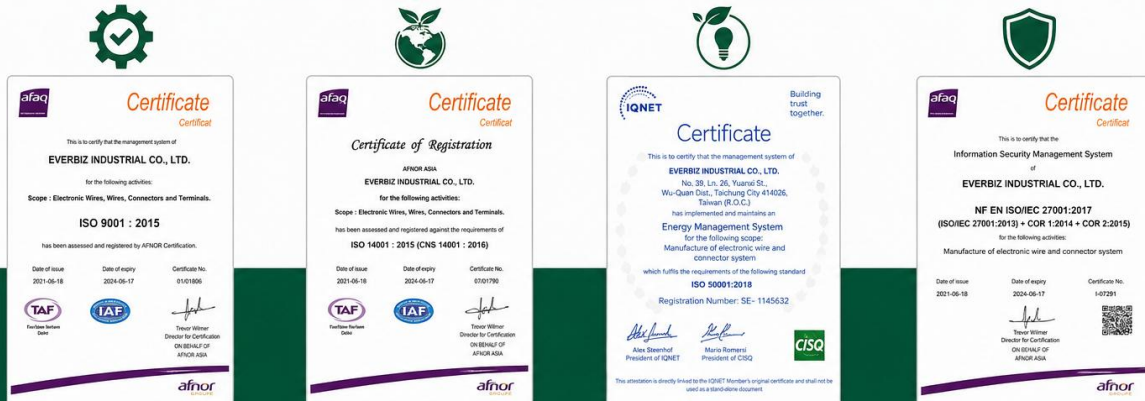 afaq
Certificate
Certificat
This is to certify that the management system of
EVERBIZ INDUSTRIAL CO., LTD.
for the following activities:
Scope : Electronic Wires, Wires, Connectors and Terminals.
ISO 9001 : 2015
has been assessed and registered by AFNOR Certification.
Date of issue Date of expiry Certificate No.
2021-06-18 2024-06-17 01/01806
TAF
IAF
Trevor Wilmer
Director for Certification
ON BEHALF OF
AFNOR ASIA
afnor
GROUPE
afaq
Certificate
Certificat
Certificate of Registration
AFNOR ASIA
EVERBIZ INDUSTRIAL CO., LTD.
for the following activities:
Scope : Electronic Wires, Wires, Connectors and Terminals.
has been assessed and registered against the requirements of
ISO 14001 : 2015 (CNS 14001 : 2016)
Date of issue Date of expiry Certificate No.
2021-06-18 2024-06-17 07/01790
TAF
IAF
Trevor Wilmer
Director for Certification
ON BEHALF OF
AFNOR ASIA
afnor
GROUPE
IQNET
Building
trust
together.
Certificate
This is to certify that the management system of
EVERBIZ INDUSTRIAL CO., LTD.
No. 39, Ln. 26, Yuanxi St.,
Wu-Quan Dist., Taichung City 414026,
Taiwan (R.O.C.)
has implemented and maintains an
Energy Management System
for the following scope:
Manufacture of electronic wire and
connector system
which fulfils the requirements of the following standard
ISO 50001:2018
Registration Number: SE- 1145632
Alex Steenhof
President of IQNET
Mario Romersi
President of CISQ
CISQ
This attestation is directly linked to the IQNET Member's original certificate and shall not be
used as a stand-alone document
afaq
Certificate
Certificat
This is to certify that the
Information Security Management System
of
EVERBIZ INDUSTRIAL CO., LTD.
NF EN ISO/IEC 27001:2017
(ISO/IEC 27001:2013) + COR 1:2014 + COR 2:2015)
for the following activities:
Manufacture of electronic wire and connector system
Date of issue Date of expiry Certificate No.
2021-06-18 2024-06-17 I-07291
Trevor Wilmer
Director for Certification
ON BEHALF OF
AFNOR ASIA
afnor
GROUPE